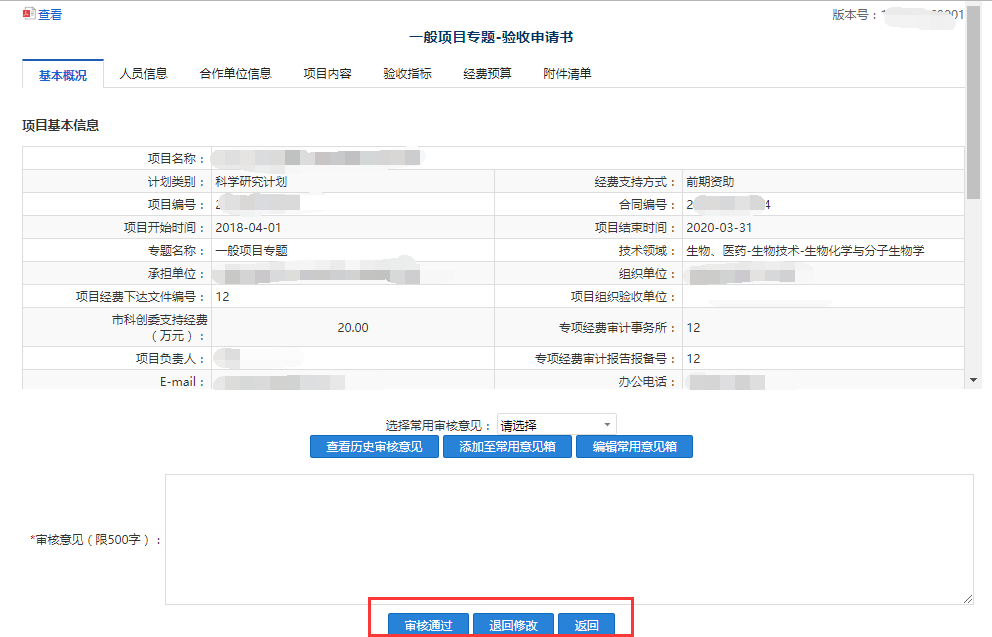 查看
版本号：1
一般项目专题-验收申请书
基本概况 人员信息 合作单位信息 项目内容 验收指标 经费预算 附件清单
项目基本信息
项目名称：
计划类别： 科学研究计划 经费支持方式： 前期资助
项目编号： 2 合同编号： 2 4
项目开始时间： 2018-04-01 项目结束时间： 2020-03-31
专题名称： 一般项目专题 技术领域： 生物、医药-生物技术-生物化学与分子生物学
承担单位： 组织单位：
项目经费下达文件编号： 12 项目组织验收单位：
市科创委支持经费
（万元）： 20.00 专项经费审计事务所： 12
项目负责人： 专项经费审计报告报备号： 12
E-mail： 办公电话：
选择常用审核意见： 请选择
查看历史审核意见 添加至常用意见箱 编辑常用意见箱
*审核意见（限500字）：
审核通过 退回修改 返回